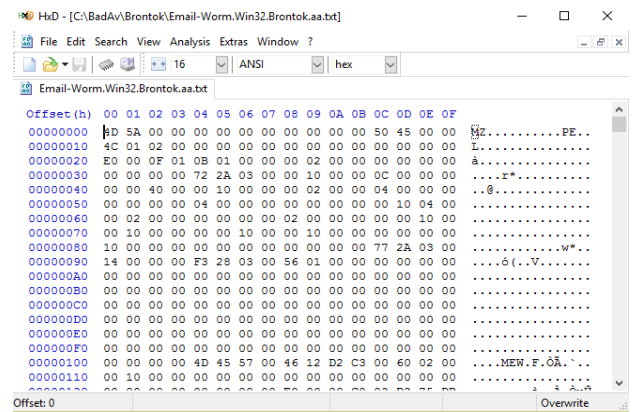 HxD - [C:\BadAv\Brontok\Email-Worm.Win32.Brontok.aa.txt]
File Edit Search View Analysis Extras Window ?
16 ANSI hex
Email-Worm.Win32.Brontok.aa.txt
Offset(h) 00 01 02 03 04 05 06 07 08 09 0A 0B 0C 0D 0E 0F
00000000 4D 5A 00 00 00 00 00 00 00 00 00 00 50 45 00 00 MZ..........PE..
00000010 4C 01 02 00 00 00 00 00 00 00 00 00 00 00 00 00 L...............
00000020 E0 00 0F 01 0B 01 00 00 00 02 00 00 00 00 00 00 à...............
00000030 00 00 00 00 72 2A 03 00 00 10 00 00 00 0C 00 00 ....r*..........
00000040 00 00 40 00 00 10 00 00 00 02 00 00 04 00 00 00 ..@.............
00000050 00 00 00 00 04 00 00 00 00 00 00 00 00 10 04 00 ................
00000060 00 02 00 00 00 00 00 00 02 00 00 00 00 00 10 00 ................
00000070 00 10 00 00 00 00 10 00 00 10 00 00 00 00 00 00 ................
00000080 10 00 00 00 00 00 00 00 00 00 00 00 77 2A 03 00 ............w*..
00000090 14 00 00 00 F3 28 03 00 56 01 00 00 00 00 00 00 ....ó(..V.......
000000A0 00 00 00 00 00 00 00 00 00 00 00 00 00 00 00 00 ................
000000B0 00 00 00 00 00 00 00 00 00 00 00 00 00 00 00 00 ................
000000C0 00 00 00 00 00 00 00 00 00 00 00 00 00 00 00 00 ................
000000D0 00 00 00 00 00 00 00 00 00 00 00 00 00 00 00 00 ................
000000E0 00 00 00 00 00 00 00 00 00 00 00 00 00 00 00 00 ................
000000F0 00 00 00 00 00 00 00 00 00 00 00 00 00 00 00 00 ................
00000100 00 00 00 00 4D 45 57 00 46 12 D2 C3 00 60 02 00 ....MEW.F.ÒÃ.`..
00000110 00 10 00 00 00 00 00 00 00 00 00 00 00 00 00 00 ................
Offset: 0 Overwrite